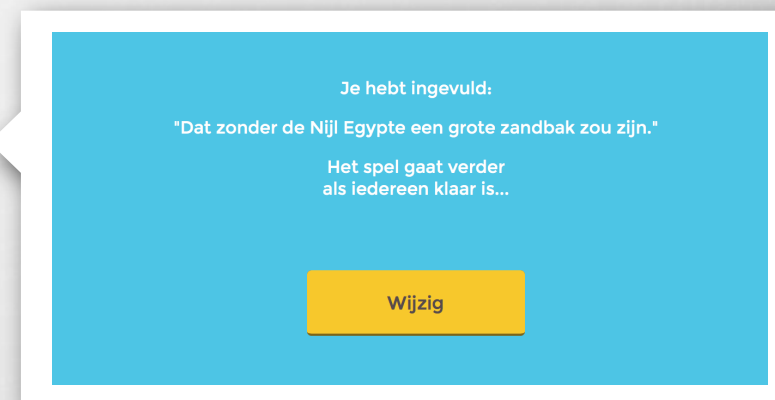 Je hebt ingevuld:
"Dat zonder de Nijl Egypte een grote zandbak zou zijn."
Het spel gaat verder
als iedereen klaar is...
Wijzig